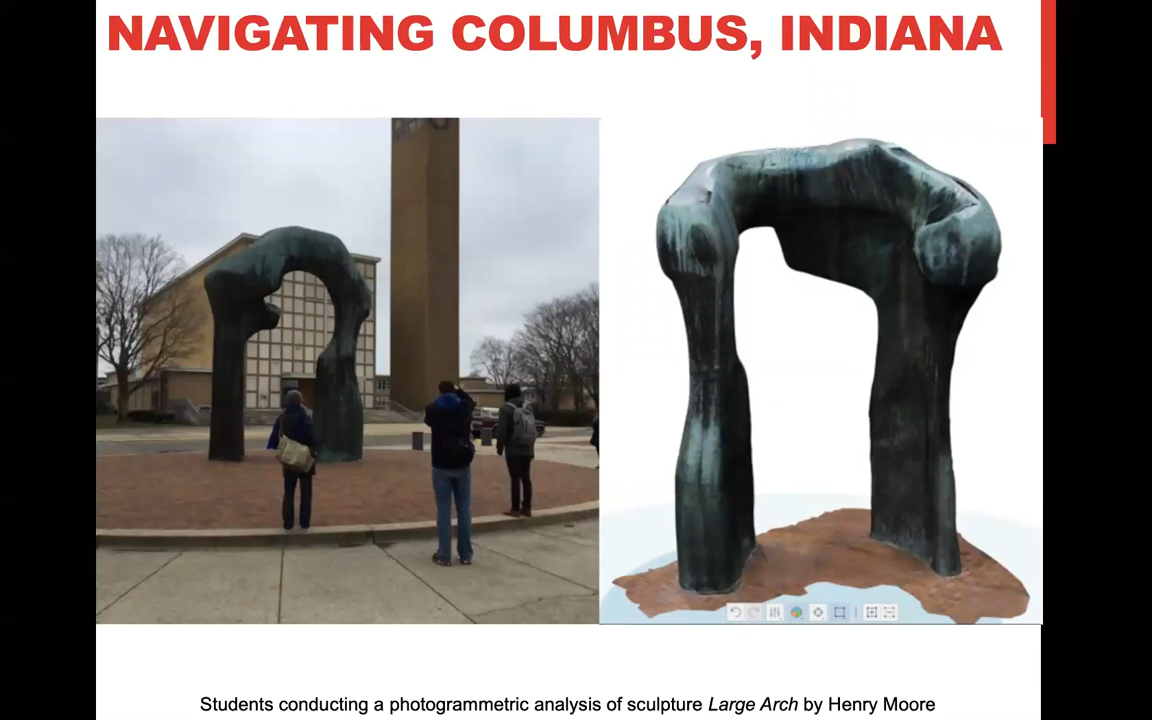 NAVIGATING COLUMBUS, INDIANA
Students conducting a photogrammetric analysis of sculpture Large Arch by Henry Moore